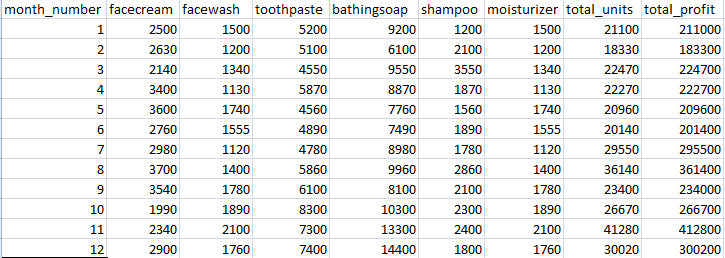 month_number facecream facewash toothpaste bathingsoap shampoo moisturizer total_units total_profit
1 2500 1500 5200 9200 1200 1500 21100 211000
2 2630 1200 5100 6100 2100 1200 18330 183300
3 2140 1340 4550 9550 3550 1340 22470 224700
4 3400 1130 5870 8870 1870 1130 22270 222700
5 3600 1740 4560 7760 1560 1740 20960 209600
6 2760 1555 4890 7490 1890 1555 20140 201400
7 2980 1120 4780 8980 1780 1120 29550 295500
8 3700 1400 5860 9960 2860 1400 36140 361400
9 3540 1780 6100 8100 2100 1780 23400 234000
10 1990 1890 8300 10300 2300 1890 26670 266700
11 2340 2100 7300 13300 2400 2100 41280 412800
12 2900 1760 7400 14400 1800 1760 30020 300200